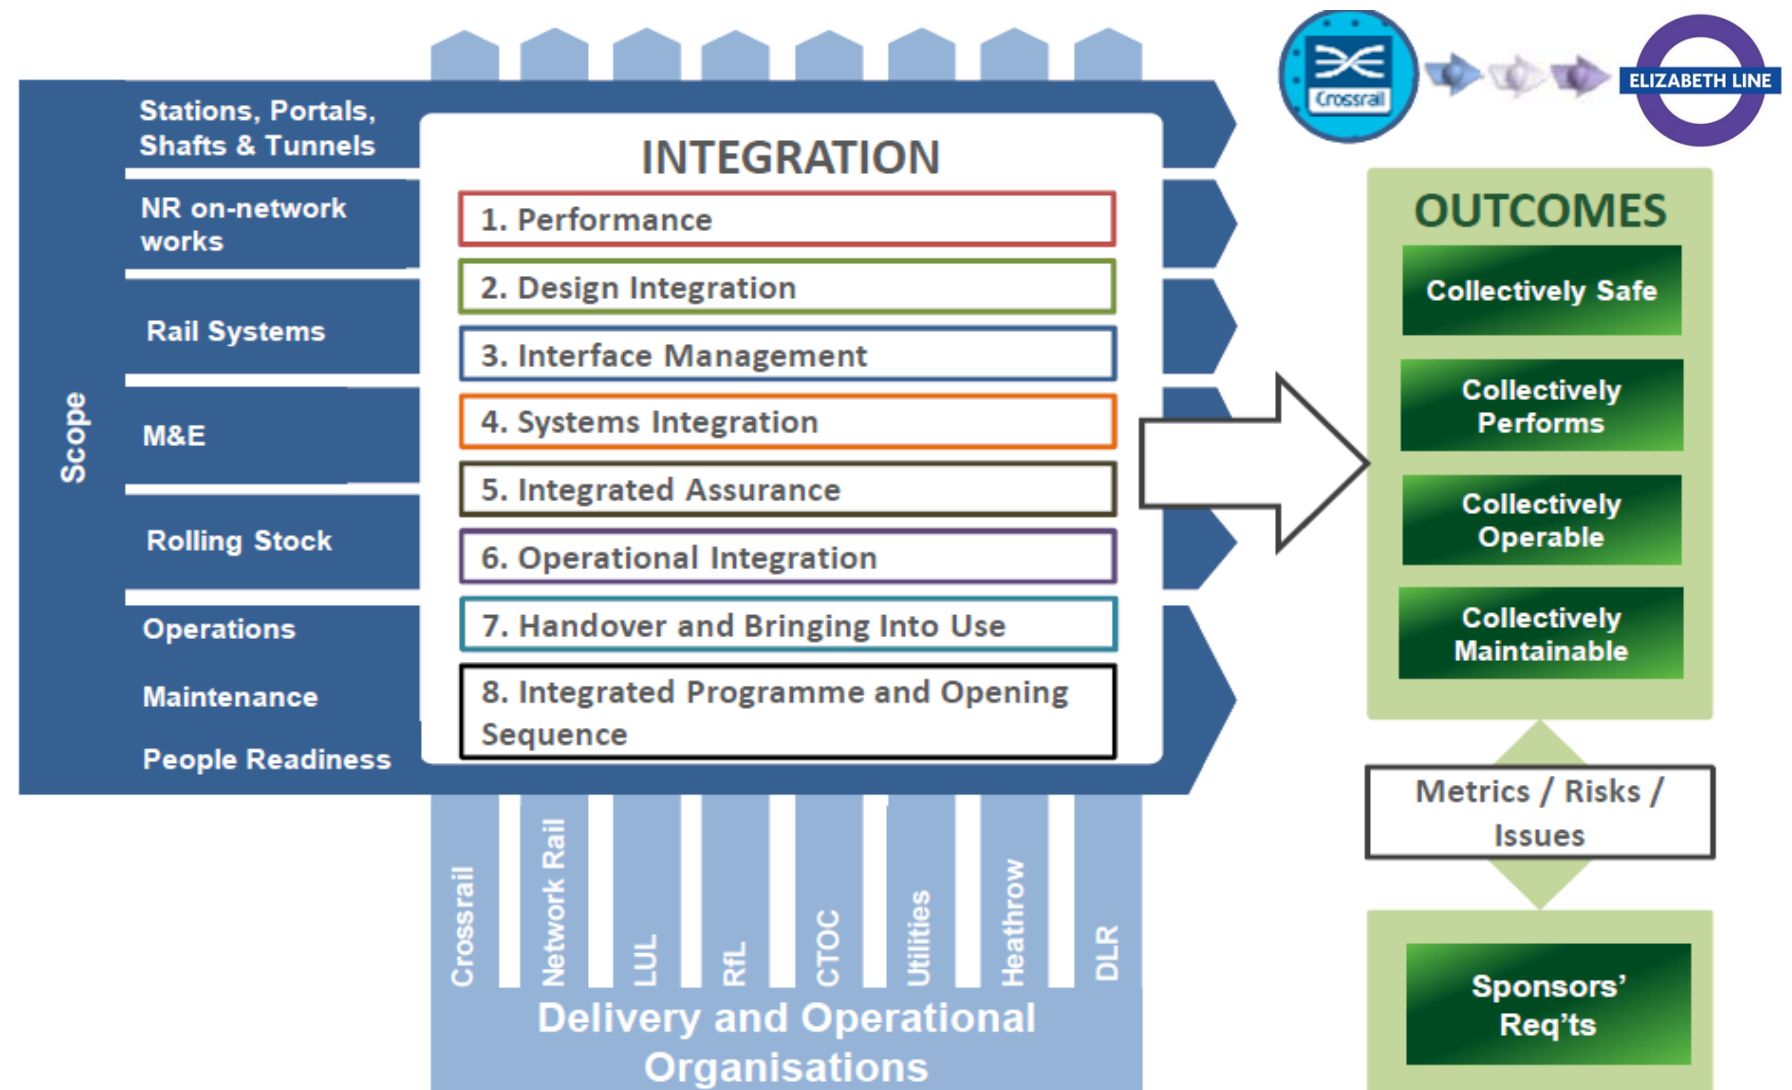 Crossrail
ELIZABETH LINE
Scope
Stations, Portals,
Shafts & Tunnels
NR on-network
works
Rail Systems
M&E
Rolling Stock
Operations
Maintenance
People Readiness
INTEGRATION
1. Performance
2. Design Integration
3. Interface Management
4. Systems Integration
5. Integrated Assurance
6. Operational Integration
7. Handover and Bringing Into Use
8. Integrated Programme and Opening
Sequence
Crossrail
Network Rail
LUL
RfL
CTOC
Utilities
Heathrow
DLR
Delivery and Operational
Organisations
OUTCOMES
Collectively Safe
Collectively
Performs
Collectively
Operable
Collectively
Maintainable
Metrics / Risks /
Issues
Sponsors'
Req'ts